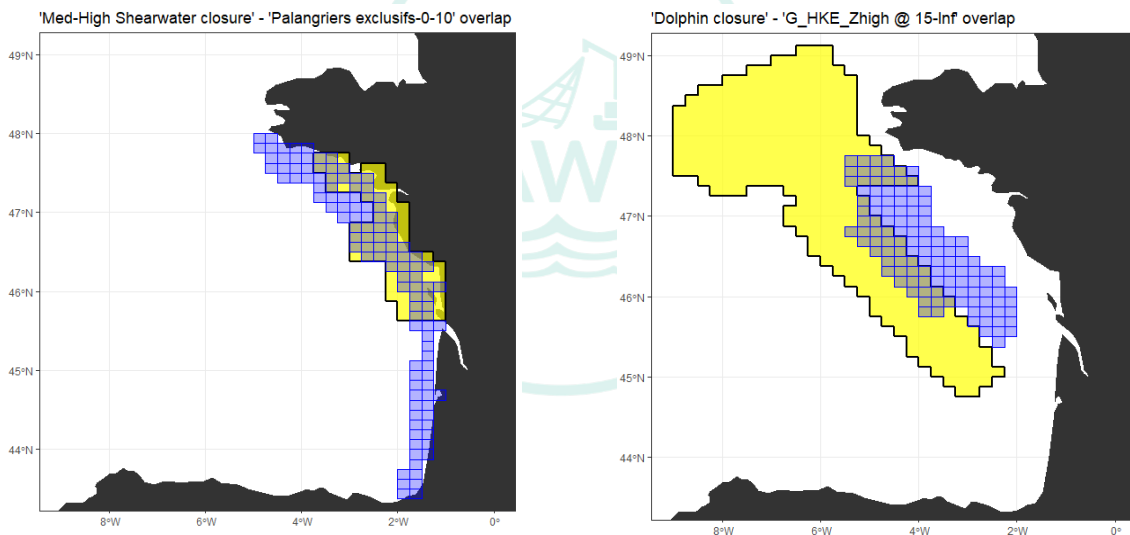 'Med-High Shearwater closure' - 'Palangriers exclusifs-0-10' overlap
49°N
48°N
47°N
46°N
45°N
44°N
8°W
6°W
4°W
2°W
0°
'Dolphin closure' - 'G_HKE_Zhigh @ 15-Inf' overlap
49°N
48°N
47°N
46°N
45°N
44°N
8°W
6°W
4°W
2°W
0°